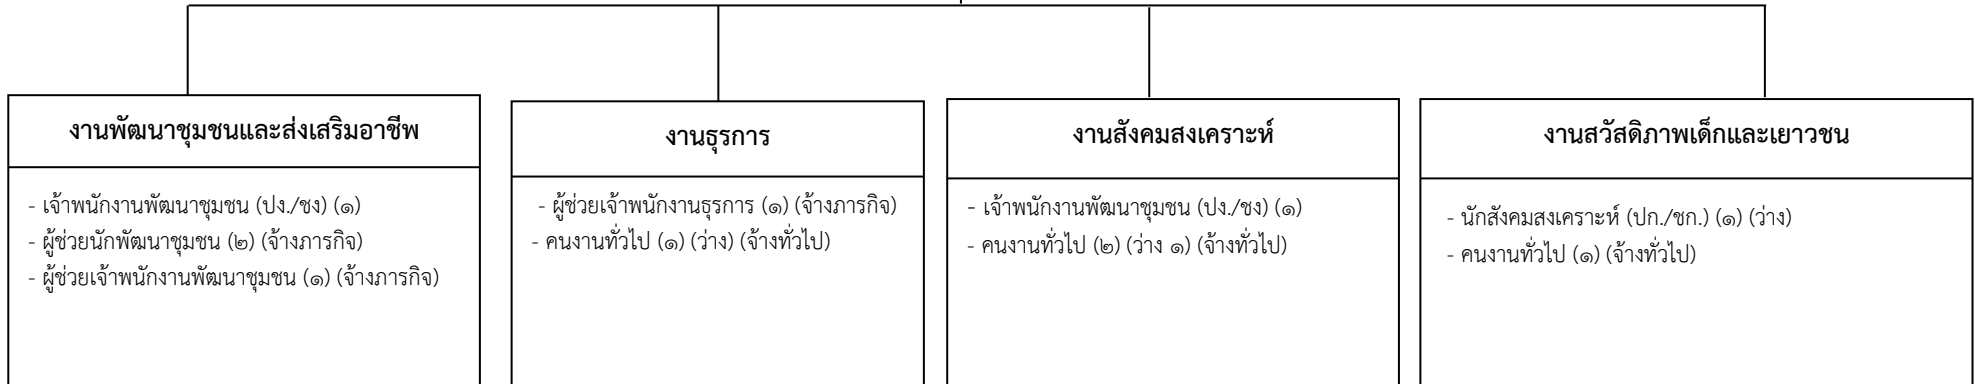 งานพัฒนาชุมชนและส่งเสริมอาชีพ
- เจ้าพนักงานพัฒนาชุมชน (ปง./ชง) (๑)
- ผู้ช่วยนักพัฒนาชุมชน (๒) (จ้างภารกิจ)
- ผู้ช่วยเจ้าพนักงานพัฒนาชุมชน (๑) (จ้างภารกิจ)
งานธุรการ
- ผู้ช่วยเจ้าพนักงานธุรการ (๑) (จ้างภารกิจ)
- คนงานทั่วไป (๑) (ว่าง) (จ้างทั่วไป)
งานสังคมสงเคราะห์
- เจ้าพนักงานพัฒนาชุมชน (ปง./ชง) (๑)
- คนงานทั่วไป (๒) (ว่าง ๑) (จ้างทั่วไป)
งานสวัสดิภาพเด็กและเยาวชน
- นักสังคมสงเคราะห์ (ปก./ชก.) (๑) (ว่าง)
- คนงานทั่วไป (๑) (จ้างทั่วไป)